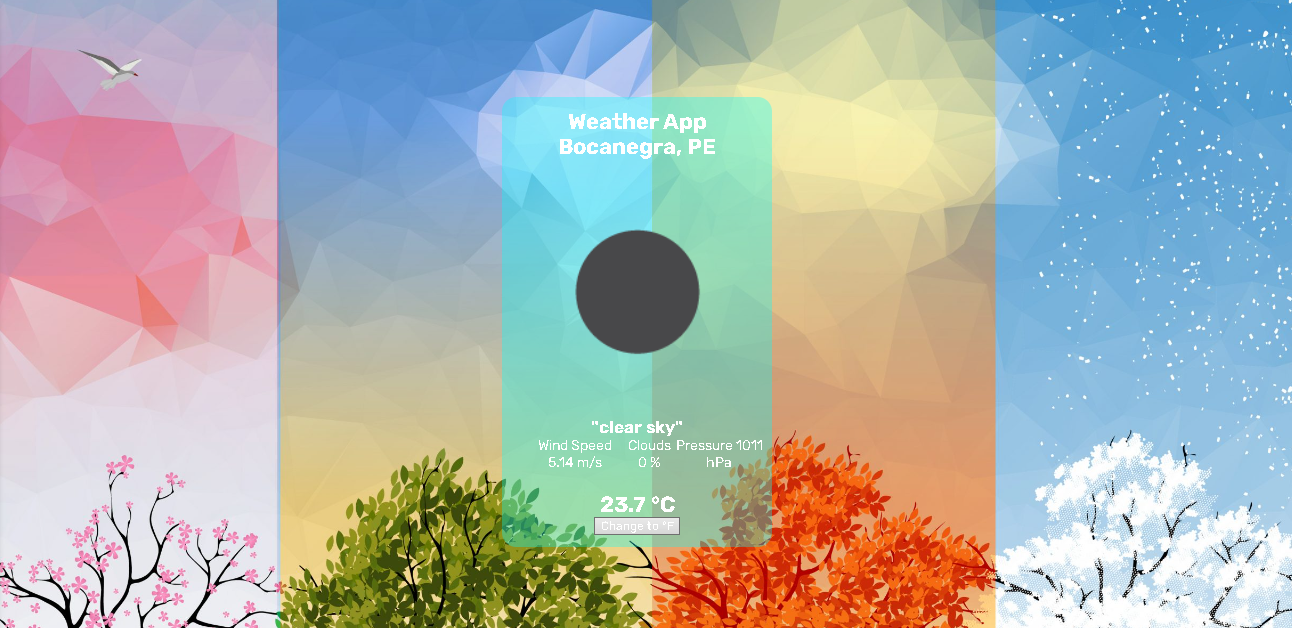 Weather App
Bocanegra, PE
"clear sky"
Wind Speed Clouds Pressure 1011
5.14 m/s 0 % hPa
23.7 °C
Change to °F